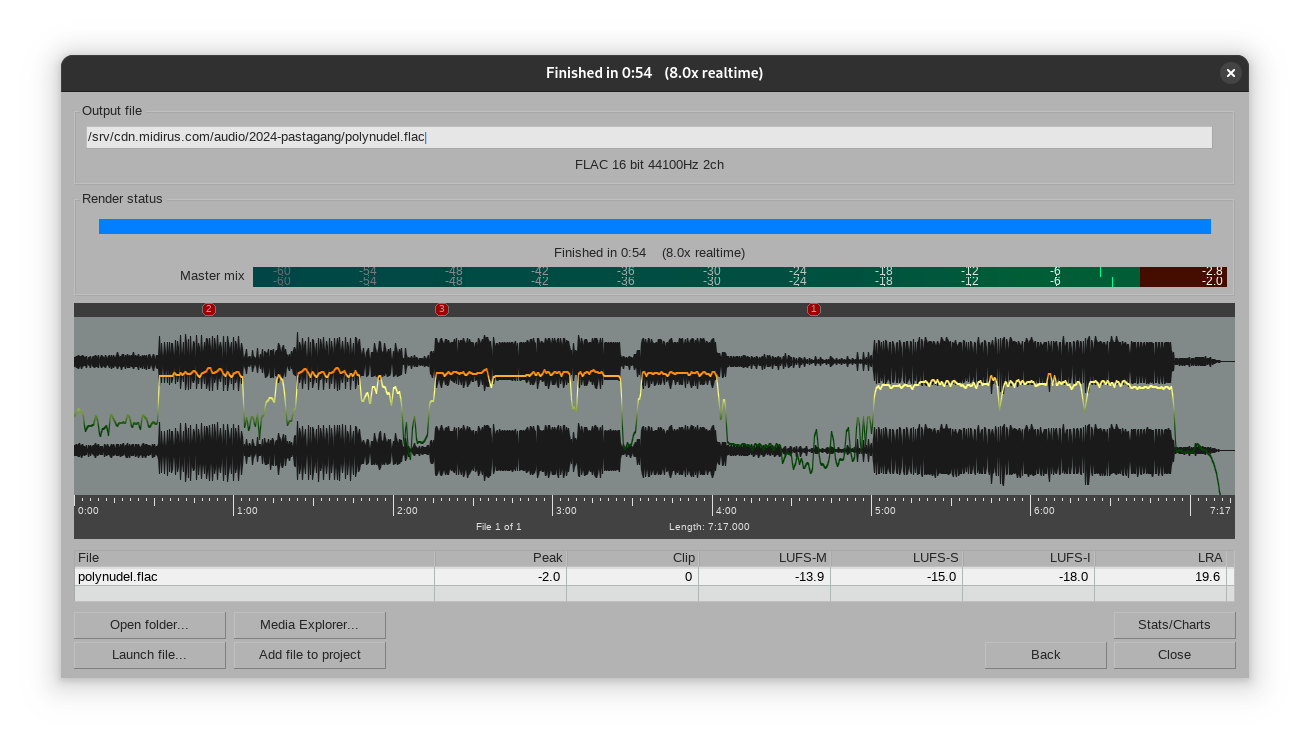 Finished in 0:54 (8.0x realtime)
Output file
/srv/cdn.midirus.com/audio/2024-pastagang/polynudel.flac
FLAC 16 bit 44100Hz 2ch
Render status
Finished in 0:54 (8.0x realtime)
Master mix
-60 -54 -48 -42 -36 -30 -24 -18 -12 -6 -2.8
-60 -54 -48 -42 -36 -30 -24 -18 -12 -6 -2.0
2 3 1
0:00 1:00 2:00 3:00 4:00 5:00 6:00 7:17
File 1 of 1 Length: 7:17.000
File Peak Clip LUFS-M LUFS-S LUFS-I LRA
polynudel.flac -2.0 0 -13.9 -15.0 -18.0 19.6
Open folder... Media Explorer... Stats/Charts
Launch file... Add file to project Back Close